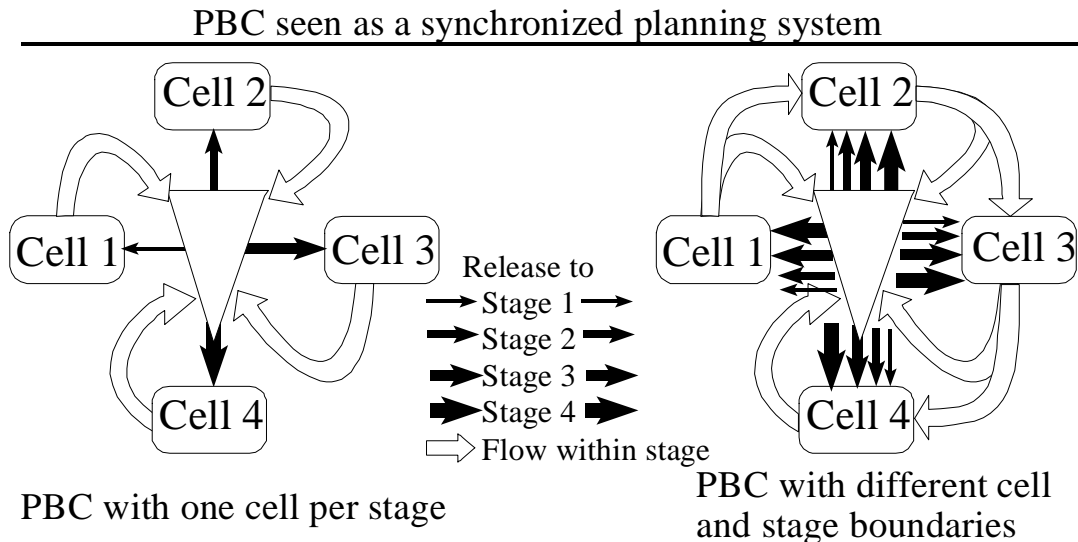 PBC seen as a synchronized planning system
Cell 2
Cell 1
Cell 3
Cell 4
Release to
Stage 1
Stage 2
Stage 3
Stage 4
Flow within stage
Cell 2
Cell 1
Cell 3
Cell 4
PBC with one cell per stage
PBC with different cell
and stage boundaries